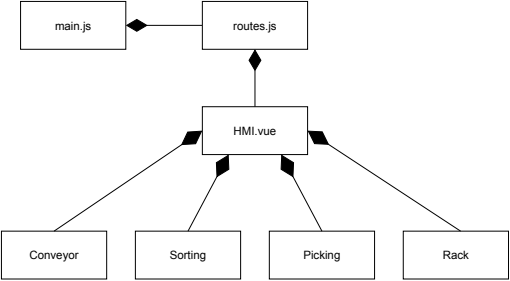 main.js
routes.js
HMI.vue
Conveyor
Sorting
Picking
Rack